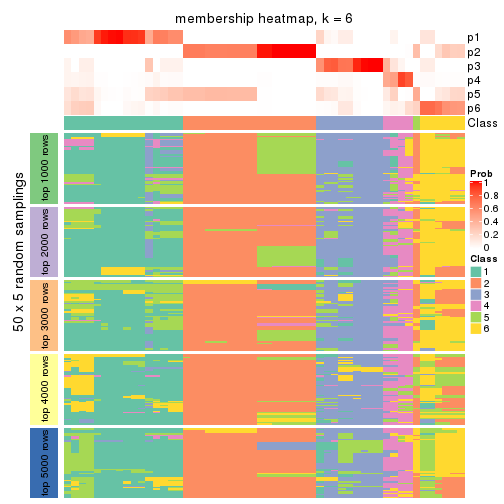 membership heatmap, k = 6
p1
p2
p3
p4
p5
p6
Class
50 x 5 random samplings
top 1000 rows
top 2000 rows
top 3000 rows
top 4000 rows
top 5000 rows
Prob
1
0.8
0.6
0.4
0.2
0
Class
1
2
3
4
5
6